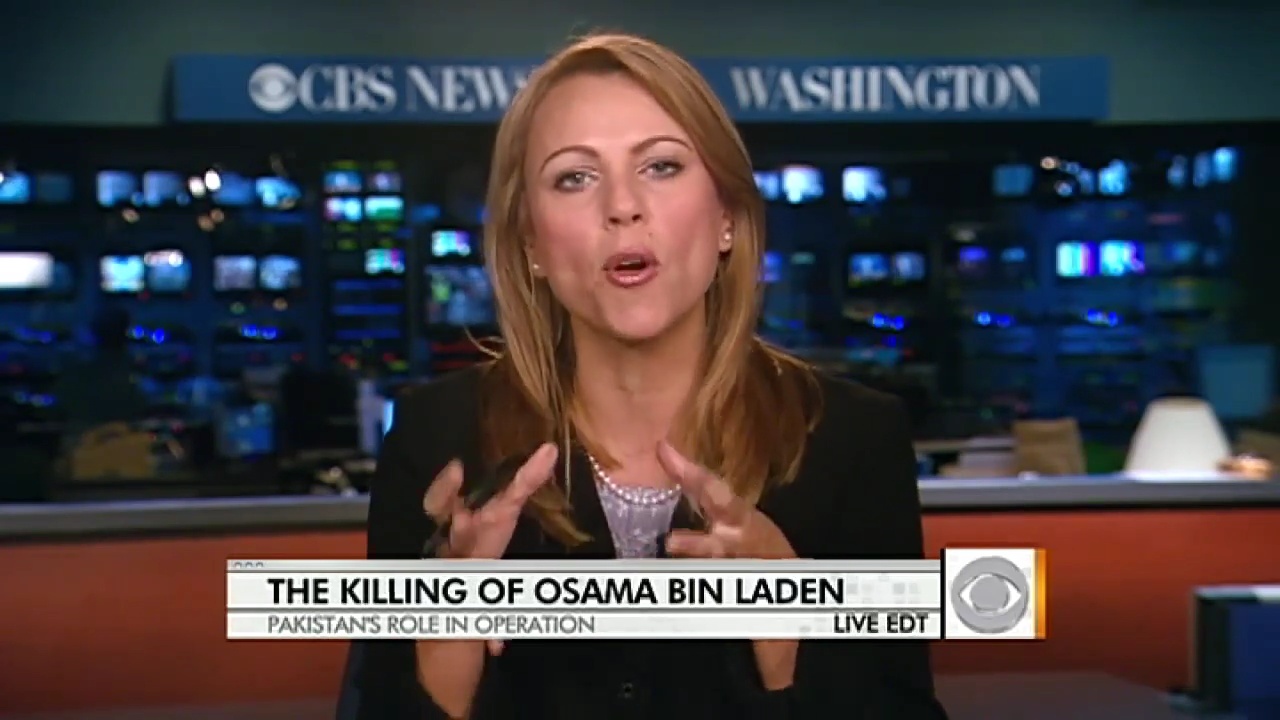 CBS NEWS WASHINGTON
THE KILLING OF OSAMA BIN LADEN
PAKISTAN'S ROLE IN OPERATION LIVE EDT